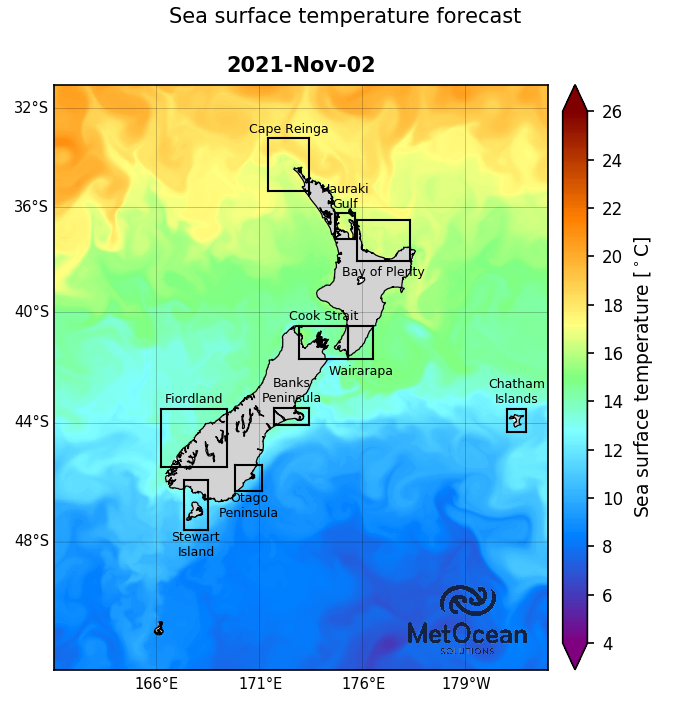 Sea surface temperature forecast
2021-Nov-02
32°S
36°S
40°S
44°S
48°S
Cape Reinga
Hauraki
Gulf
Bay of Plenty
Cook Strait
Wairarapa
Banks
Peninsula
Fiordland
Chatham
Islands
Otago
Peninsula
Stewart
Island
MetOcean
SOLUTIONS
166°E
171°E
176°E
179°W
26
24
22
20
18
16
14
12
10
8
6
4
Sea surface temperature [°C]